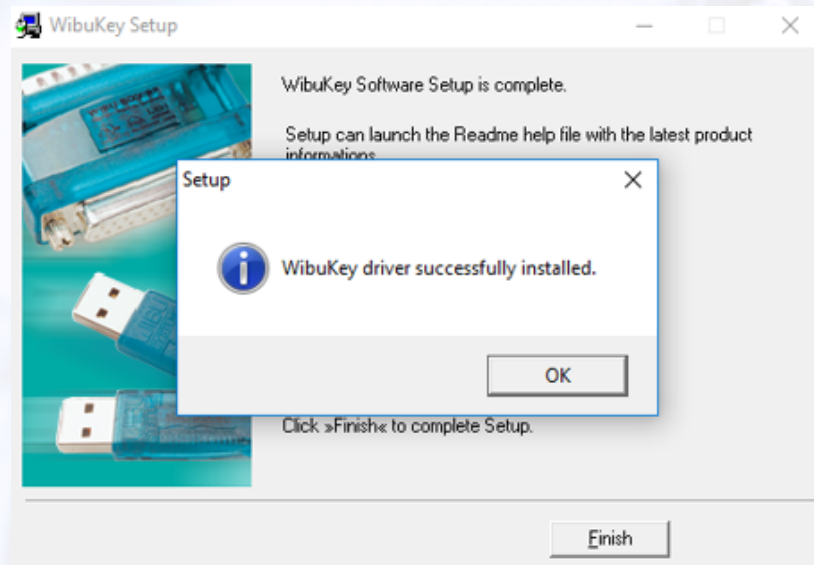 WibuKey Setup
WibuKey Software Setup is complete.
Setup can launch the Readme help file with the latest product
informations
Setup
WibuKey driver successfully installed.
OK
Click »Finish« to complete Setup.
Finish